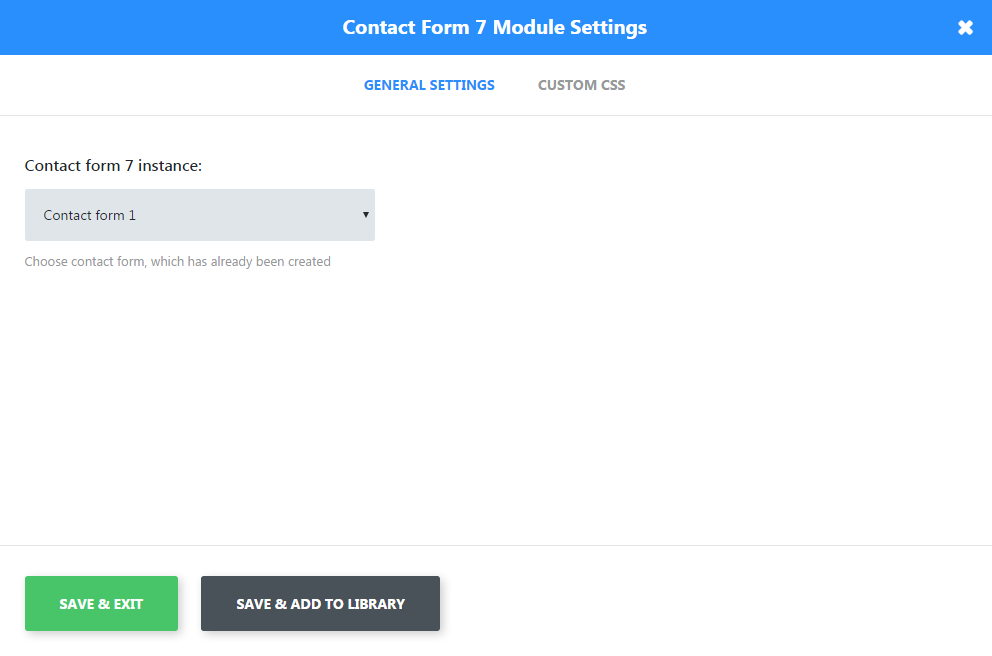 Contact Form 7 Module Settings
GENERAL SETTINGS
CUSTOM CSS
Contact form 7 instance:
Contact form 1
Choose contact form, which has already been created
SAVE & EXIT
SAVE & ADD TO LIBRARY